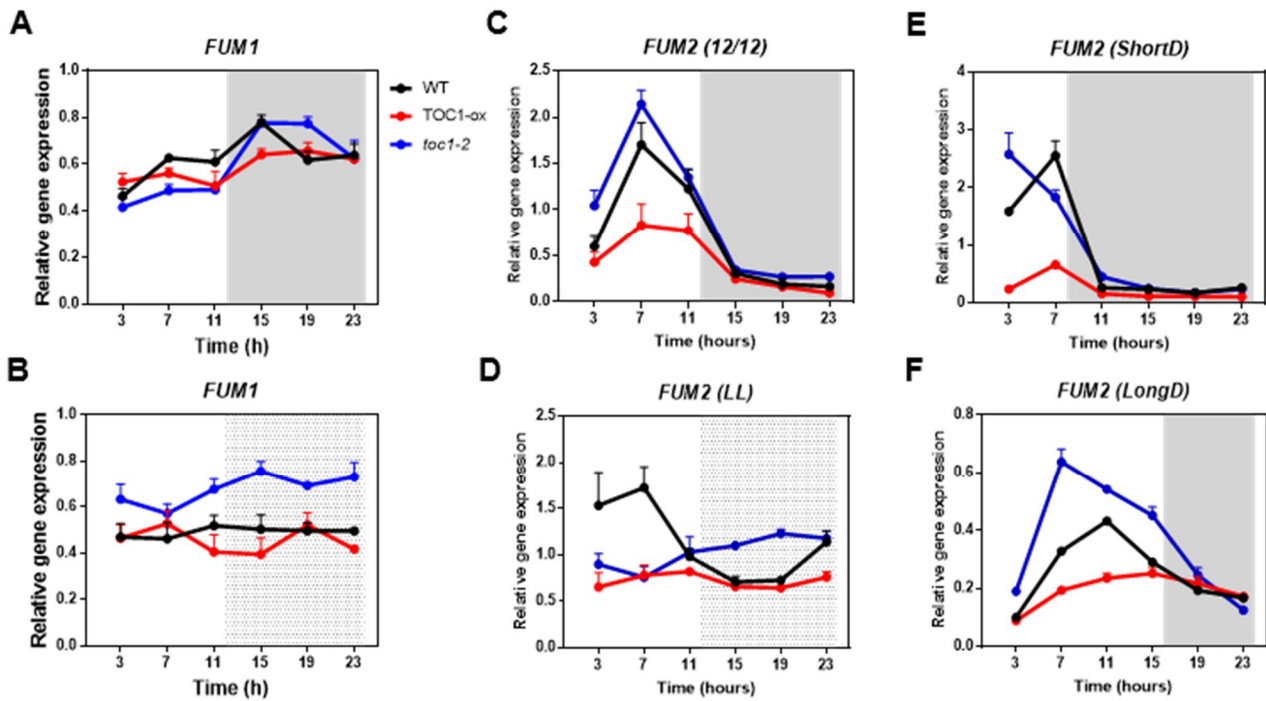 A
FUM1
Relative gene expression
1.0
0.8
0.6
0.4
0.2
0.0
3 7 11 15 19 23
Time (h)
WT
TOC1-ox
toc1-2
B
FUM1
Relative gene expression
1.0
0.8
0.6
0.4
0.2
0.0
3 7 11 15 19 23
Time (h)
C
FUM2 (12/12)
Relative gene expression
2.5
2.0
1.5
1.0
0.5
0.0
3 7 11 15 19 23
Time (hours)
D
FUM2 (LL)
Relative gene expression
2.5
2.0
1.5
1.0
0.5
0.0
3 7 11 15 19 23
Time (hours)
E
FUM2 (ShortD)
Relative gene expression
4
3
2
1
0
3 7 11 15 19 23
Time (hours)
F
FUM2 (LongD)
Relative gene expression
0.8
0.6
0.4
0.2
0.0
3 7 11 15 19 23
Time (hours)